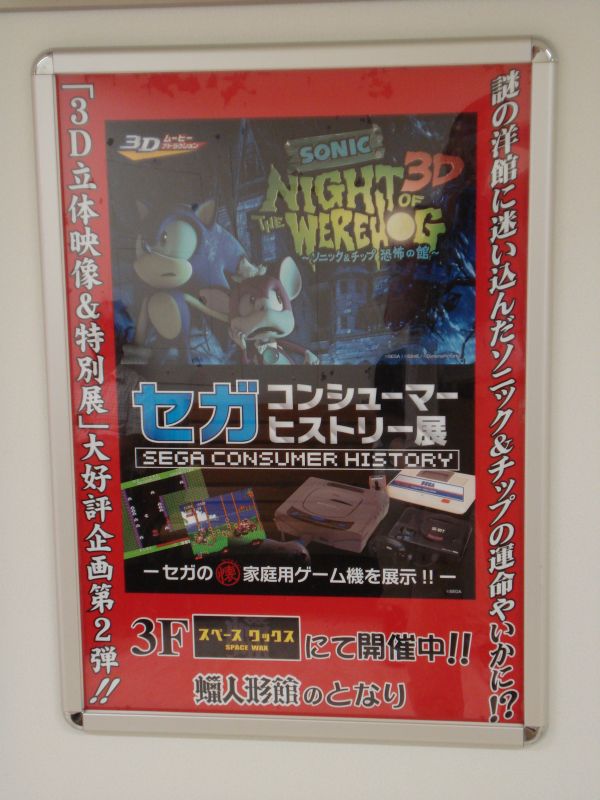 謎の洋館に迷い込んだソニック&チップの運命やいかに!?
「3D立体映像&特別展」大好評企画第2弾!!
3D ムービー
アトラクション
SONIC
NIGHT OF
THE WEREHOG 3D
~ソニック&チップ 恐怖の館~
セガ コンシューマー
ヒストリー展
SEGA CONSUMER HISTORY
SEGA
16-BIT
ーセガの㊙懐家庭用ゲーム機を展示!!ー
©SEGA
3F スペース ワックス にて開催中!!
SPACE WAX
蠟人形館のとなり